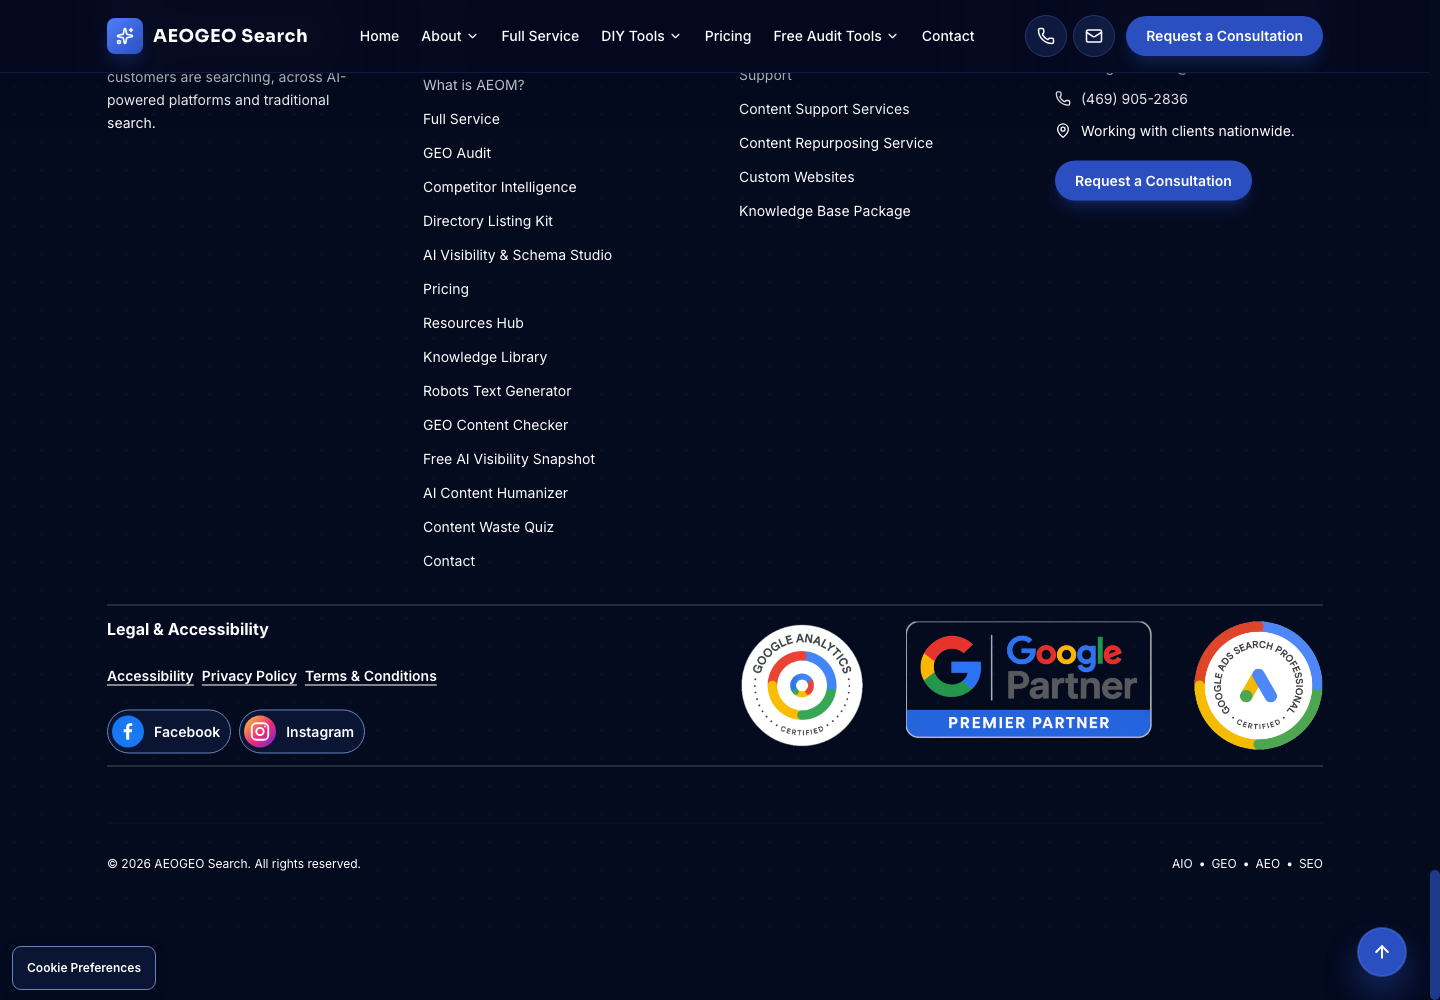 AEOGEO Search
Home
About
Full Service
DIY Tools
Pricing
Free Audit Tools
Contact
Request a Consultation
customers are searching, across AI-
powered platforms and traditional
search.
What is AEOM?
Full Service
GEO Audit
Competitor Intelligence
Directory Listing Kit
AI Visibility & Schema Studio
Pricing
Resources Hub
Knowledge Library
Robots Text Generator
GEO Content Checker
Free AI Visibility Snapshot
AI Content Humanizer
Content Waste Quiz
Contact
Support
Content Support Services
Content Repurposing Service
Custom Websites
Knowledge Base Package
(469) 905-2836
Working with clients nationwide.
Request a Consultation
Legal & Accessibility
Accessibility Privacy Policy Terms & Conditions
Facebook
Instagram
GOOGLE ANALYTICS
• CERTIFIED •
Google
Partner
PREMIER PARTNER
GOOGLE ADS SEARCH PROFESSIONAL
• CERTIFIED •
© 2026 AEOGEO Search. All rights reserved.
AIO • GEO • AEO • SEO
Cookie Preferences